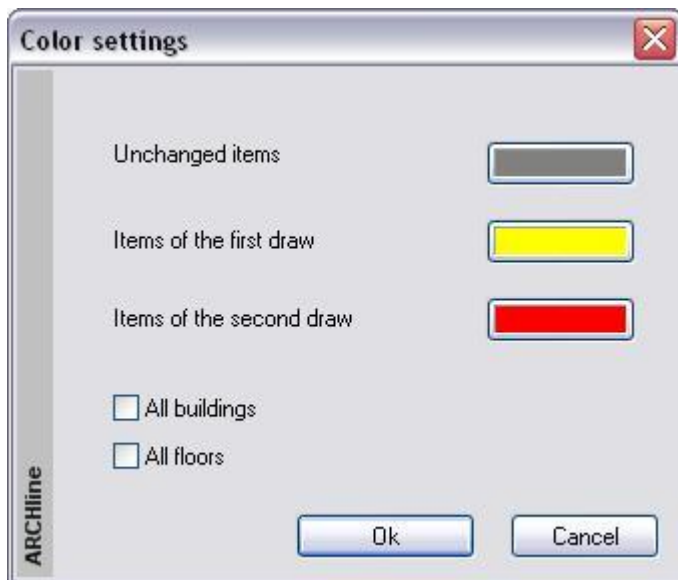 Color settings
Unchanged items
Items of the first draw
Items of the second draw
All buildings
All floors
ARCHline
Ok
Cancel